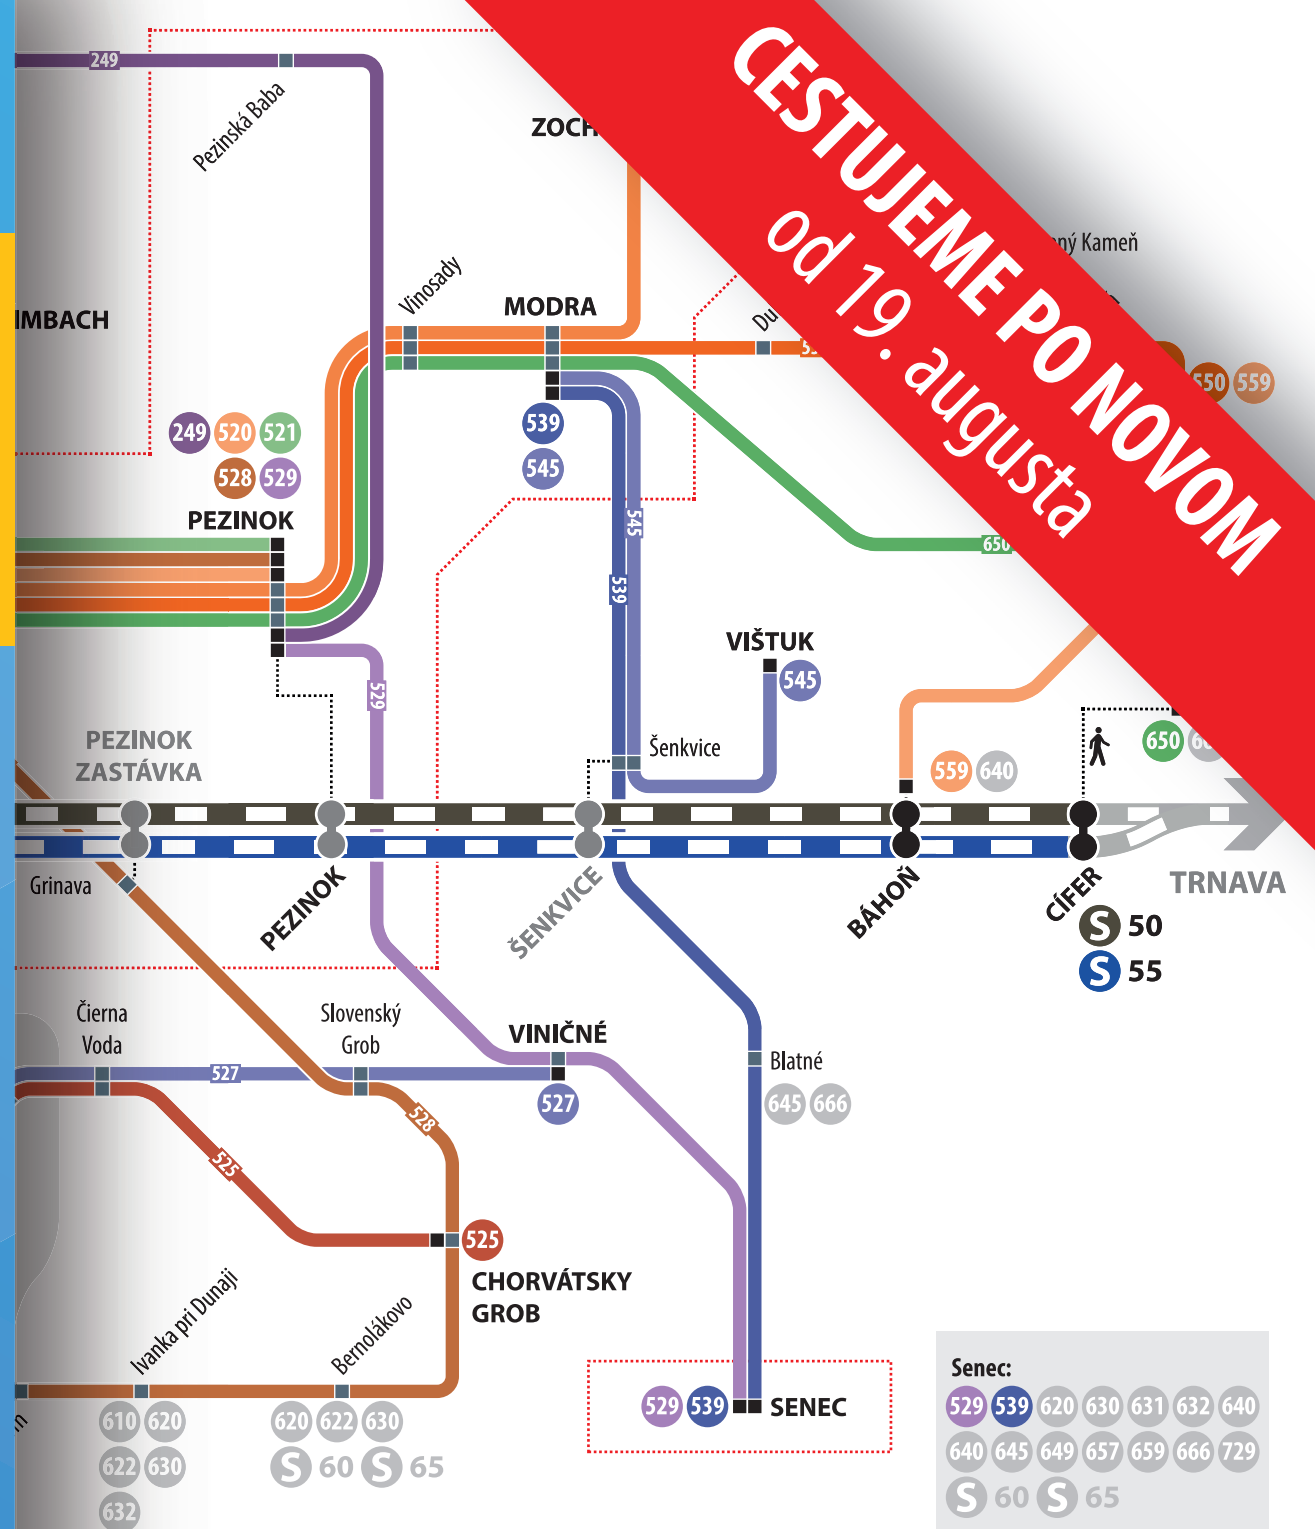 CESTUJEME PO NOVOM
od 19. augusta
249
Pezinská Baba
Vinosady
MODRA
539
545
249 520 521
528 529
PEZINOK
545
539
650
550 559
529
VIŠTUK
545
Šenkvice
PEZINOK
ZASTÁVKA
559 640
650
Grinava
PEZINOK
ŠENKVICE
BÁHOŇ
CÍFER
TRNAVA
S 50
S 55
Čierna
Voda
Slovenský
Grob
VINIČNÉ
527
527
Blatné
645 666
528
525
525
CHORVÁTSKY
GROB
Ivanka pri Dunaji
Bernolákovo
610 620
622 630
632
620 622 630
S 60 S 65
529 539
SENEC
Senec:
529 539 620 630 631 632 640
640 645 649 657 659 666 729
S 60 S 65